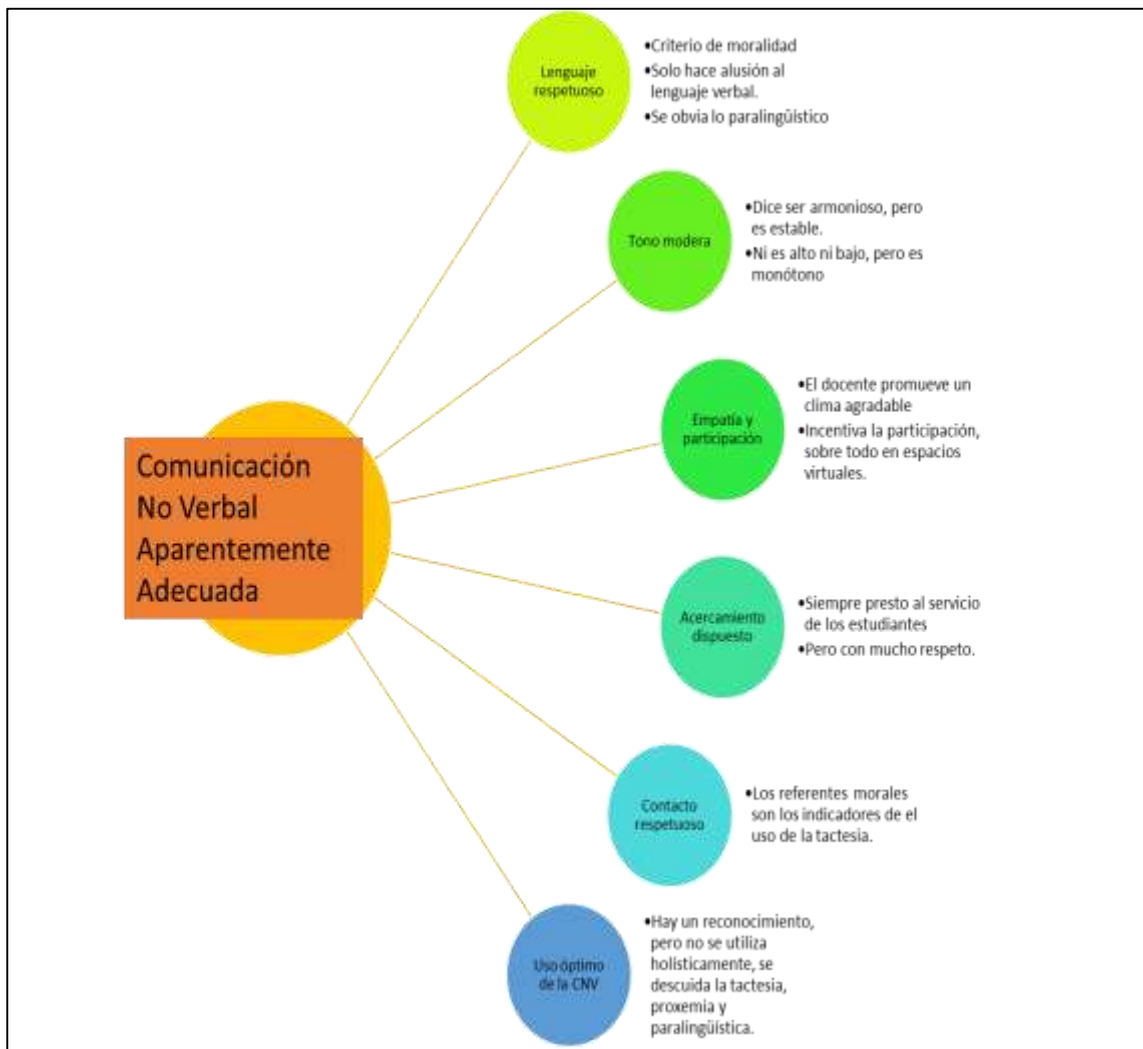 Lenguaje
respetuoso
•Criterio de moralidad
•Solo hace alusión al
lenguaje verbal.
•Se obvia lo paralingüístico
Tono modera
•Dice ser armonioso, pero
es estable.
•Ni es alto ni bajo, pero es
monótono
Empatía y
participación
•El docente promueve un
clima agradable
•Incentiva la participación,
sobre todo en espacios
virtuales.
Comunicación
No Verbal
Aparentemente
Adecuada
Acercamiento
dispuesto
•Siempre presto al servicio
de los estudiantes
•Pero con mucho respeto.
Contacto
respetuoso
•Los referentes morales
son los indicadores de el
uso de la tactesia.
Uso óptimo
de la CNV
•Hay un reconocimiento,
pero no se utiliza
holísticamente, se
descuida la tactesia,
proxemia y
paralingüística.